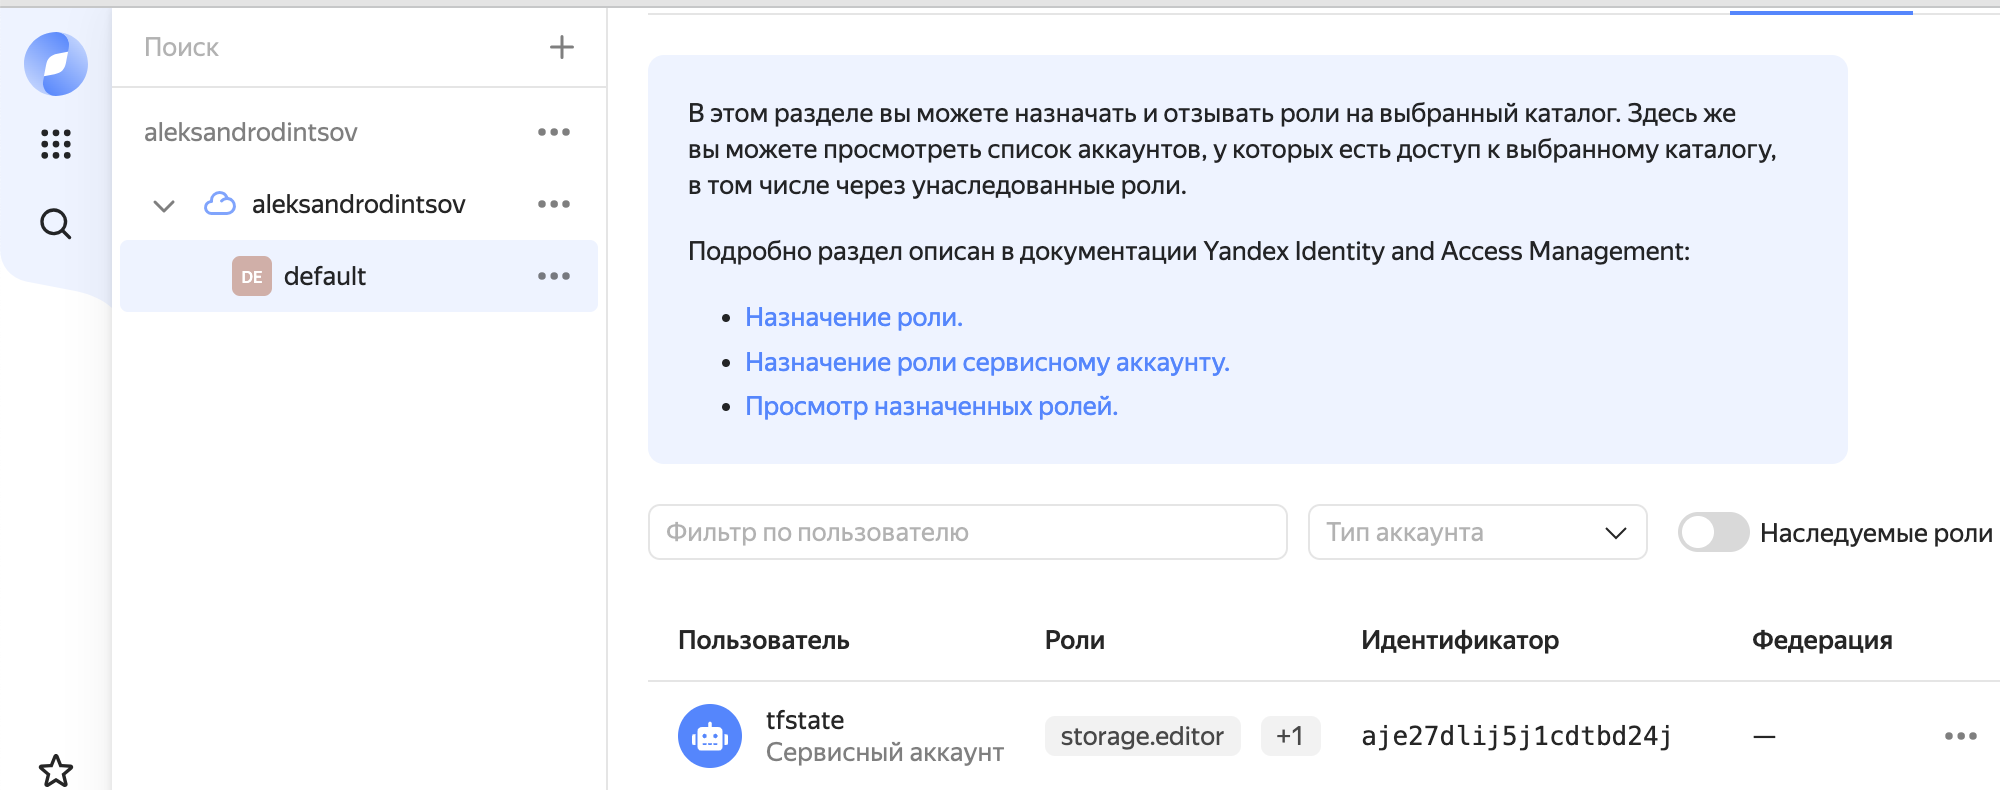 Поиск
aleksandrodintsov
aleksandrodintsov
DE default
В этом разделе вы можете назначать и отзывать роли на выбранный каталог. Здесь же
вы можете просмотреть список аккаунтов, у которых есть доступ к выбранному каталогу,
в том числе через унаследованные роли.
Подробно раздел описан в документации Yandex Identity and Access Management:
• Назначение роли.
• Назначение роли сервисному аккаунту.
• Просмотр назначенных ролей.
Фильтр по пользователю Тип аккаунта Наследуемые роли
Пользователь Роли Идентификатор Федерация
tfstate
Сервисный аккаунт
storage.editor +1 aje27dlij5j1cdtbd24j —